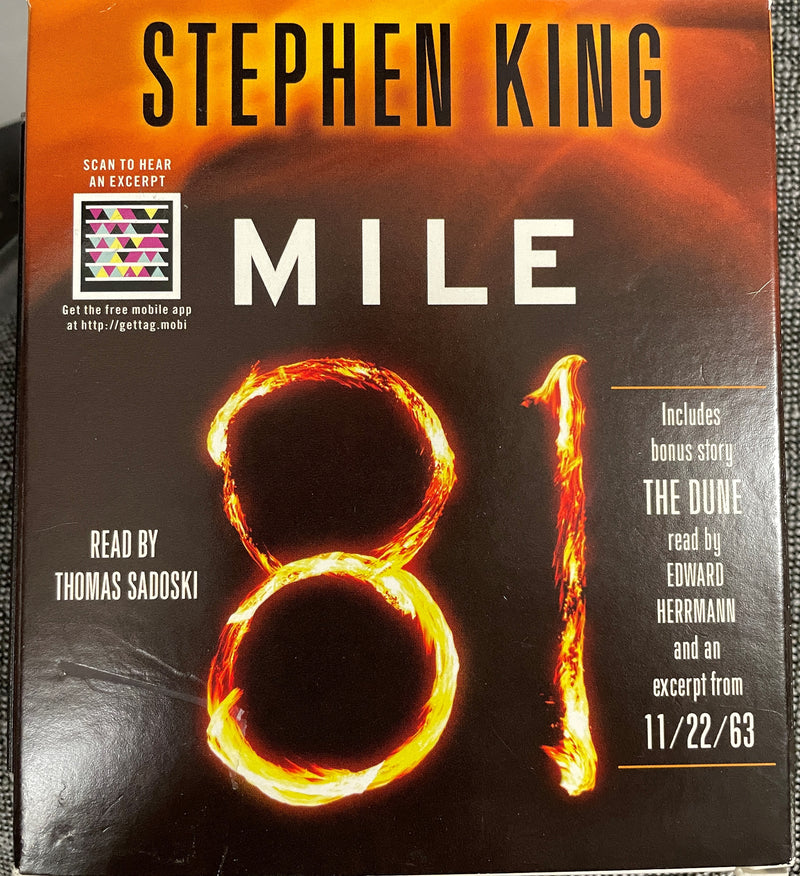 STEPHEN KING
SCAN TO HEAR
AN EXCERPT
Get the free mobile app
at http://gettag.mobi
MILE
81
READ BY
THOMAS SADOSKI
Includes
bonus story
THE DUNE
read by
EDWARD
HERRMANN
and an
excerpt from
11/22/63